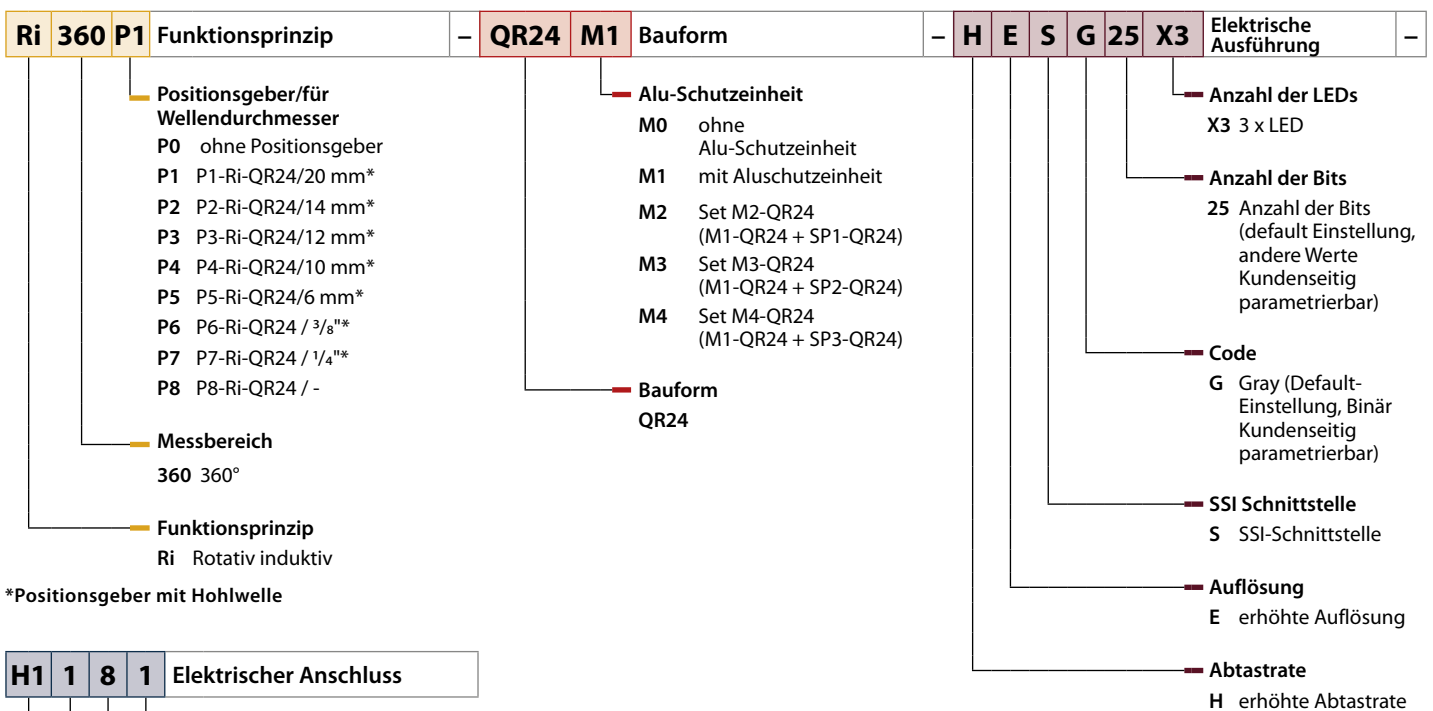 Ri 360 P1 Funktionsprinzip – QR24 M1 Bauform – H E S G 25 X3 Elektrische Ausführung –
Positionsgeber/für
Wellendurchmesser
P0 ohne Positionsgeber
P1 P1-Ri-QR24/20 mm*
P2 P2-Ri-QR24/14 mm*
P3 P3-Ri-QR24/12 mm*
P4 P4-Ri-QR24/10 mm*
P5 P5-Ri-QR24/6 mm*
P6 P6-Ri-QR24 / ³/₈"*
P7 P7-Ri-QR24 / ¹/₄"*
P8 P8-Ri-QR24 / -
Messbereich
360 360°
Funktionsprinzip
Ri Rotativ induktiv
*Positionsgeber mit Hohlwelle
Alu-Schutzeinheit
M0 ohne
Alu-Schutzeinheit
M1 mit Aluschutzeinheit
M2 Set M2-QR24
(M1-QR24 + SP1-QR24)
M3 Set M3-QR24
(M1-QR24 + SP2-QR24)
M4 Set M4-QR24
(M1-QR24 + SP3-QR24)
Bauform
QR24
Anzahl der LEDs
X3 3 x LED
Anzahl der Bits
25 Anzahl der Bits
(default Einstellung,
andere Werte
Kundenseitig
parametrierbar)
Code
G Gray (Default-
Einstellung, Binär
Kundenseitig
parametrierbar)
SSI Schnittstelle
S SSI-Schnittstelle
Auflösung
E erhöhte Auflösung
Abtastrate
H erhöhte Abtastrate
H1 1 8 1 Elektrischer Anschluss